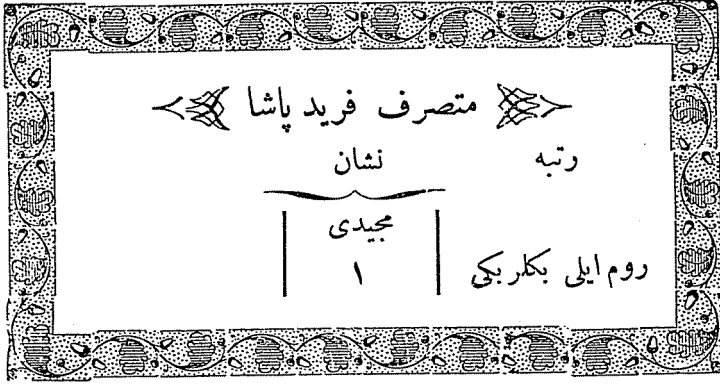 متصرف فريد پاشا
رتبه نشان
مجيدى
روم ايلى بكلربكى ١